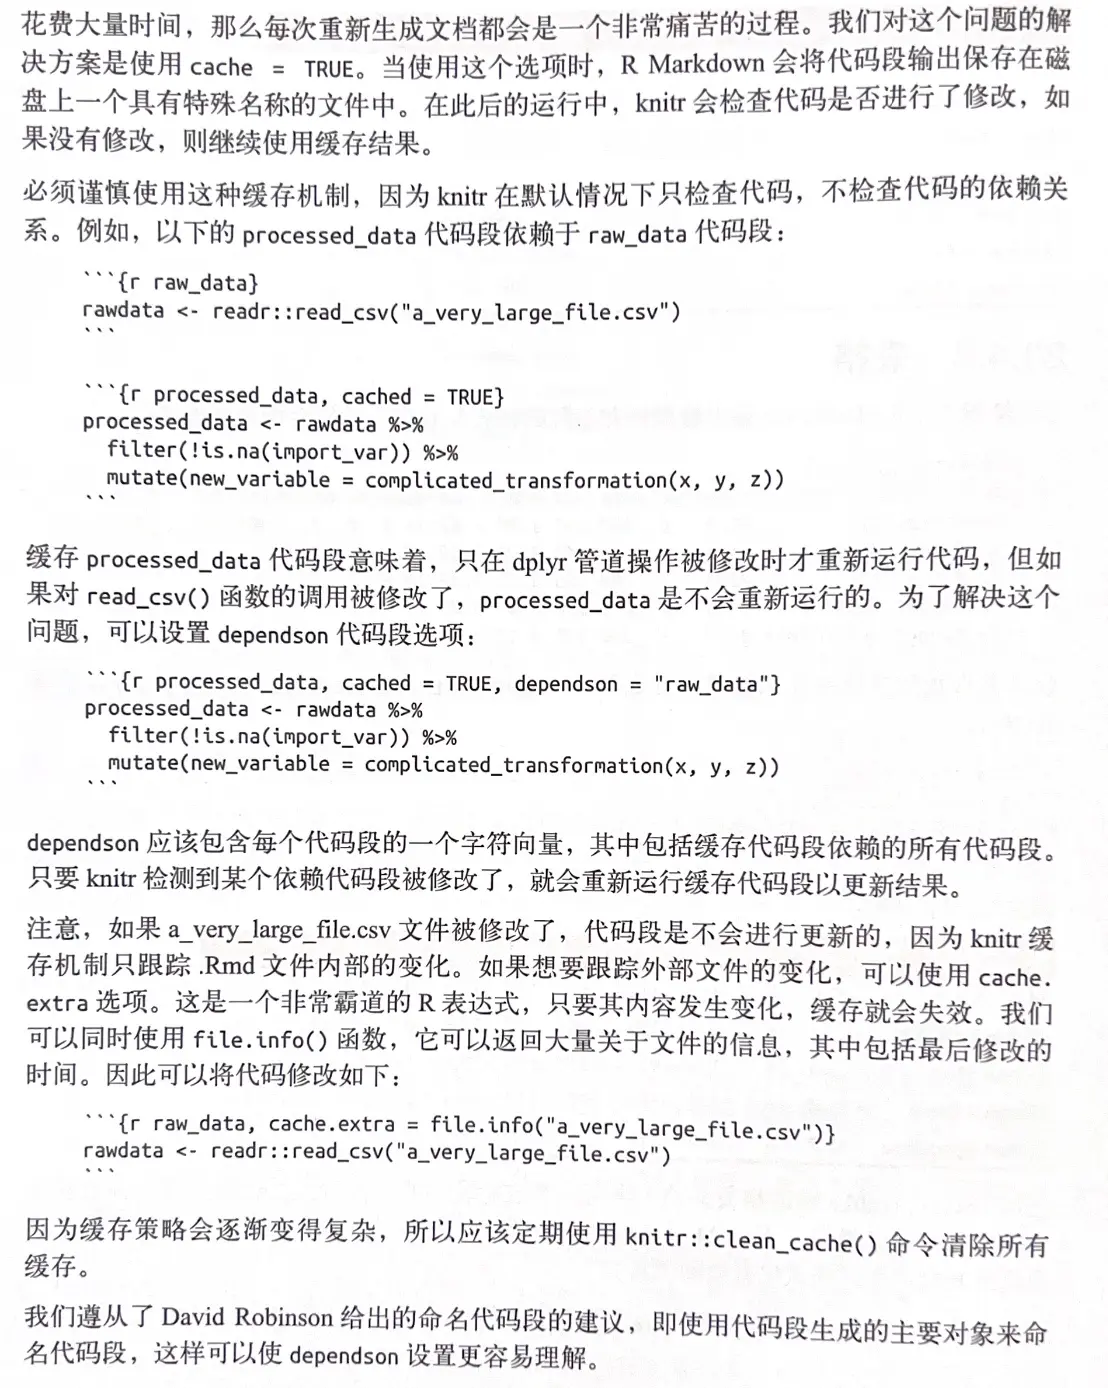 花费大量时间，那么每次重新生成文档都会是一个非常痛苦的过程。我们对这个问题的解
决方案是使用 cache = TRUE。当使用这个选项时，R Markdown 会将代码段输出保存在磁
盘上一个具有特殊名称的文件中。在此后的运行中，knitr 会检查代码是否进行了修改，如
果没有修改，则继续使用缓存结果。
必须谨慎使用这种缓存机制，因为 knitr 在默认情况下只检查代码，不检查代码的依赖关
系。例如，以下的 processed_data 代码段依赖于 raw_data 代码段：
```{r raw_data}
rawdata <- readr::read_csv("a_very_large_file.csv")
```
```{r processed_data, cached = TRUE}
processed_data <- rawdata %>%
  filter(!is.na(import_var)) %>%
  mutate(new_variable = complicated_transformation(x, y, z))
```
缓存 processed_data 代码段意味着，只在 dplyr 管道操作被修改时才重新运行代码，但如
果对 read_csv() 函数的调用被修改了，processed_data 是不会重新运行的。为了解决这个
问题，可以设置 dependson 代码段选项：
```{r processed_data, cached = TRUE, dependson = "raw_data"}
processed_data <- rawdata %>%
  filter(!is.na(import_var)) %>%
  mutate(new_variable = complicated_transformation(x, y, z))
```
dependson 应该包含每个代码段的一个字符向量，其中包括缓存代码段依赖的所有代码段。
只要 knitr 检测到某个依赖代码段被修改了，就会重新运行缓存代码段以更新结果。
注意，如果 a_very_large_file.csv 文件被修改了，代码段是不会进行更新的，因为 knitr 缓
存机制只跟踪 .Rmd 文件内部的变化。如果想要跟踪外部文件的变化，可以使用 cache.
extra 选项。这是一个非常霸道的 R 表达式，只要其内容发生变化，缓存就会失效。我们
可以同时使用 file.info() 函数，它可以返回大量关于文件的信息，其中包括最后修改的
时间。因此可以将代码修改如下：
```{r raw_data, cache.extra = file.info("a_very_large_file.csv")}
rawdata <- readr::read_csv("a_very_large_file.csv")
```
因为缓存策略会逐渐变得复杂，所以应该定期使用 knitr::clean_cache() 命令清除所有
缓存。
我们遵从了 David Robinson 给出的命名代码段的建议，即使用代码段生成的主要对象来命
名代码段，这样可以使 dependson 设置更容易理解。